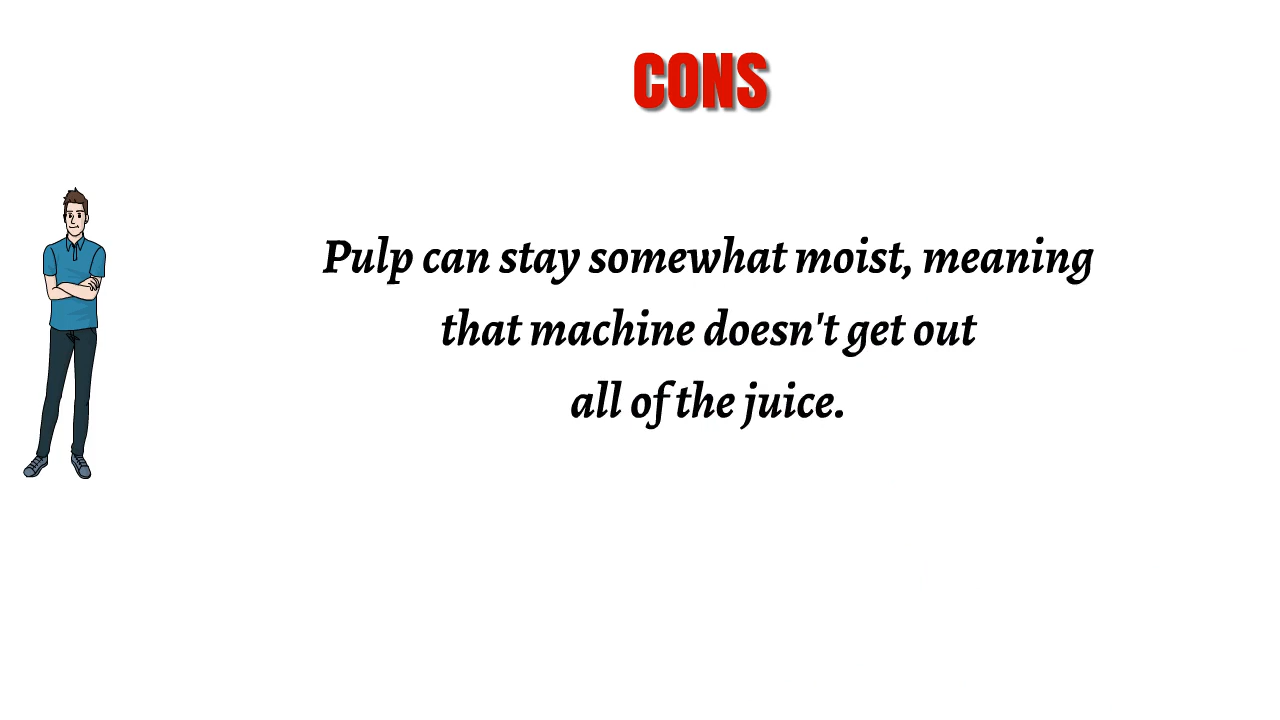 CONS
Pulp can stay somewhat moist, meaning
that machine doesn't get out
all of the juice.